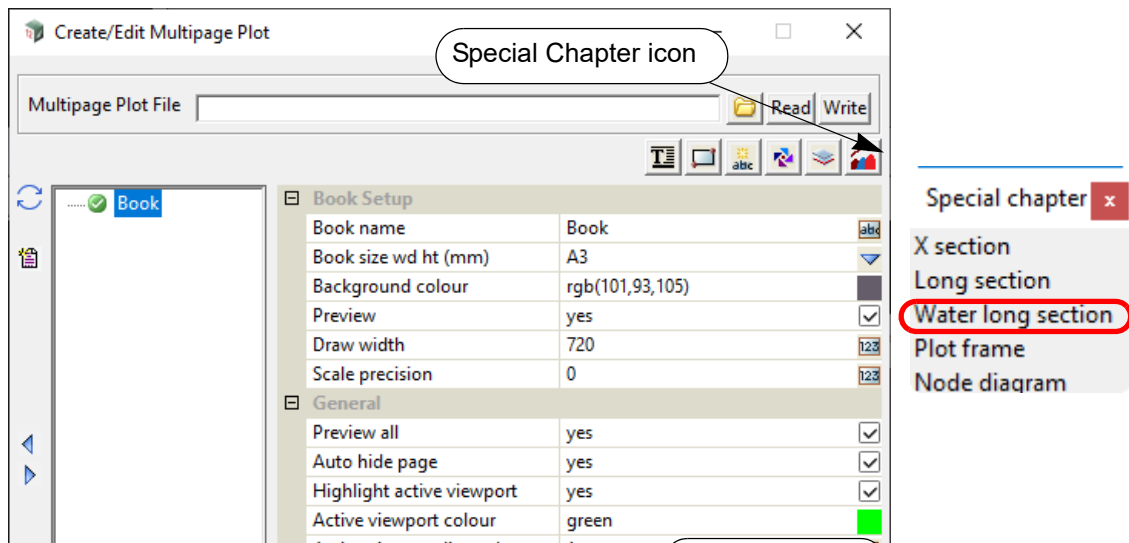 Create/Edit Multipage Plot
Special Chapter icon
Multipage Plot File
Read Write
Book
Book Setup
Book name Book
Book size wd ht (mm) A3
Background colour rgb(101,93,105)
Preview yes
Draw width 720
Scale precision 0
General
Preview all yes
Auto hide page yes
Highlight active viewport yes
Active viewport colour green
Special chapter
X section
Long section
Water long section
Plot frame
Node diagram